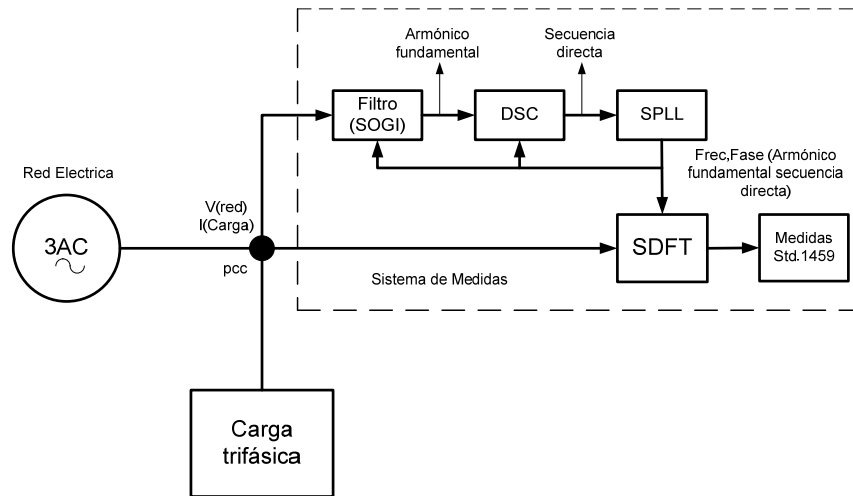 Armónico
fundamental
Secuencia
directa
Filtro
(SOGI)
DSC
SPLL
Red Electrica
Frec,Fase (Armónico
fundamental secuencia
directa)
V(red)
I(Carga)
3AC
pcc
SDFT
Medidas
Std.1459
Sistema de Medidas
Carga
trifásica